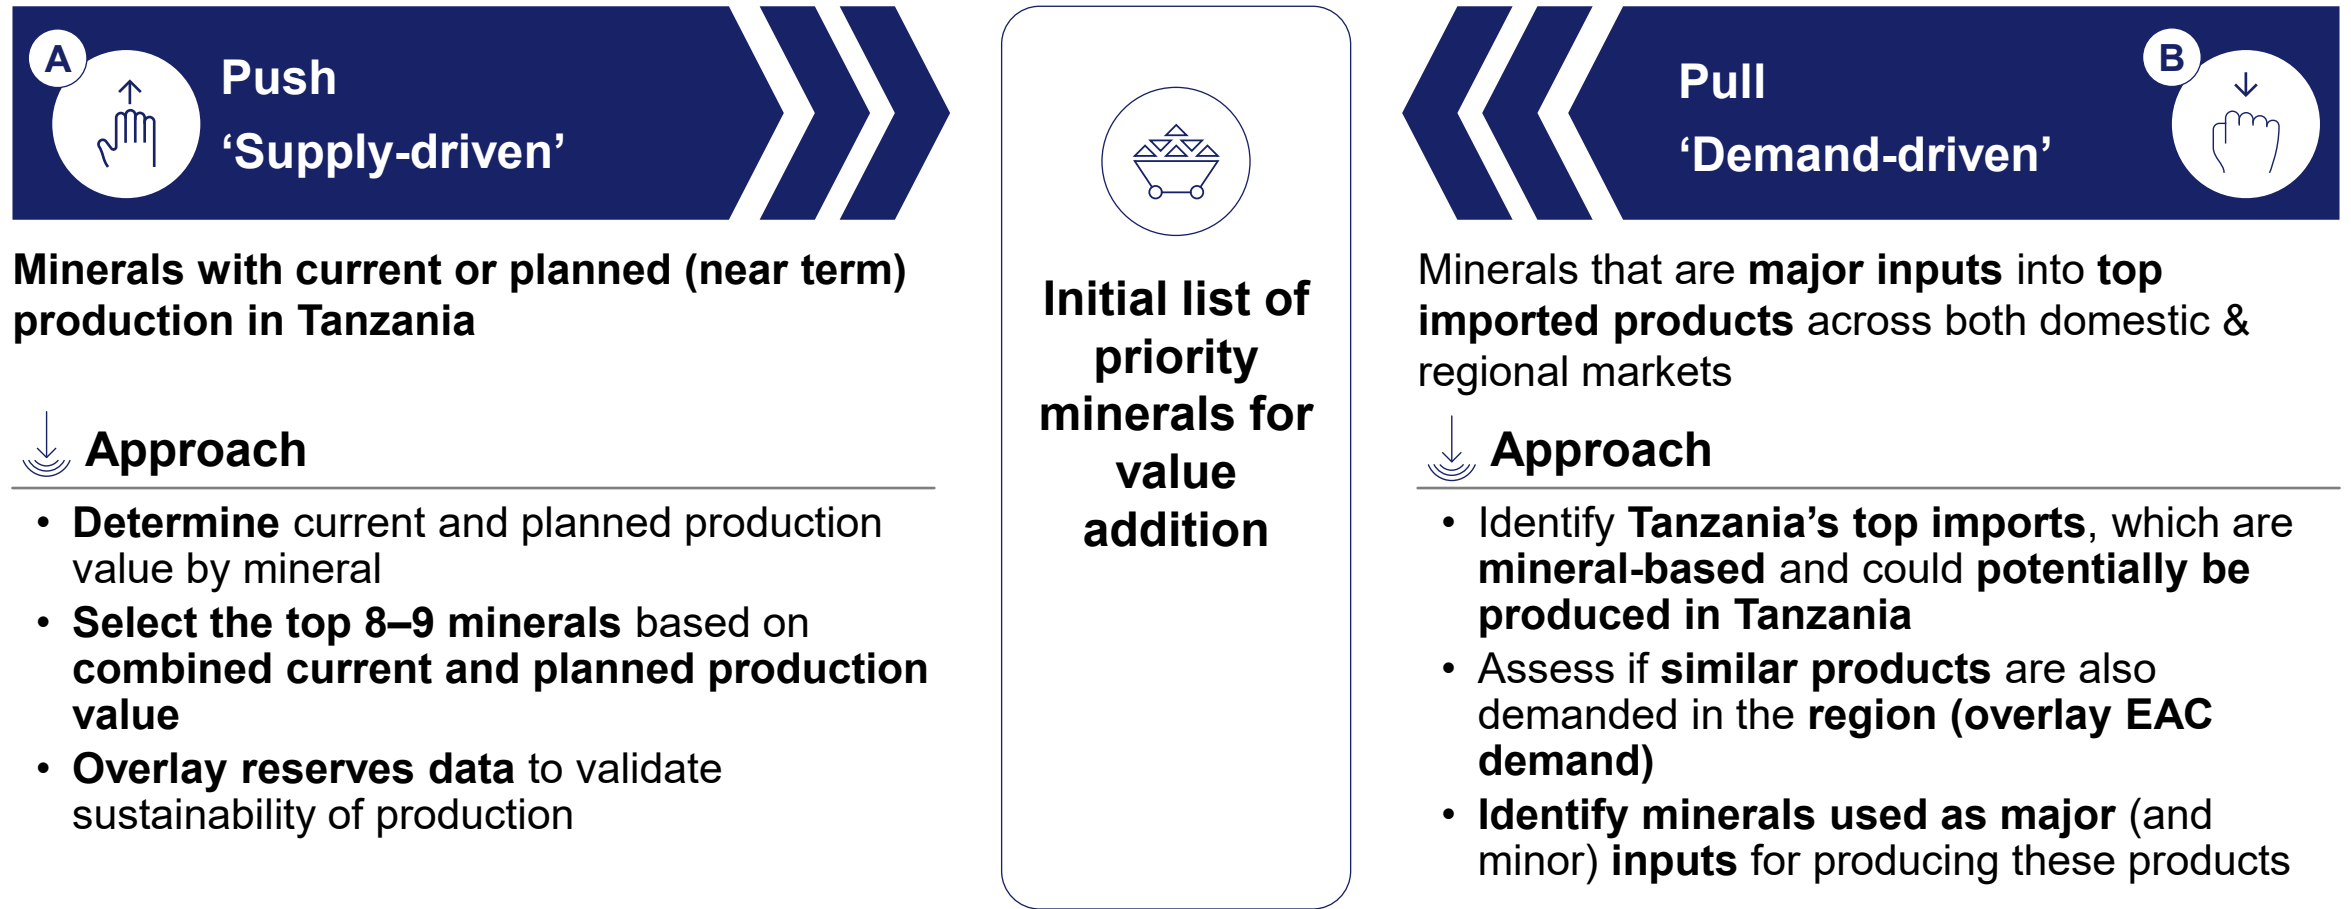 A
Push
‘Supply-driven’
Minerals with current or planned (near term)
production in Tanzania
Approach
• Determine current and planned production
value by mineral
• Select the top 8–9 minerals based on
combined current and planned production
value
• Overlay reserves data to validate
sustainability of production
Initial list of
priority
minerals for
value
addition
B
Pull
‘Demand-driven’
Minerals that are major inputs into top
imported products across both domestic &
regional markets
Approach
• Identify Tanzania’s top imports, which are
mineral-based and could potentially be
produced in Tanzania
• Assess if similar products are also
demanded in the region (overlay EAC
demand)
• Identify minerals used as major (and
minor) inputs for producing these products